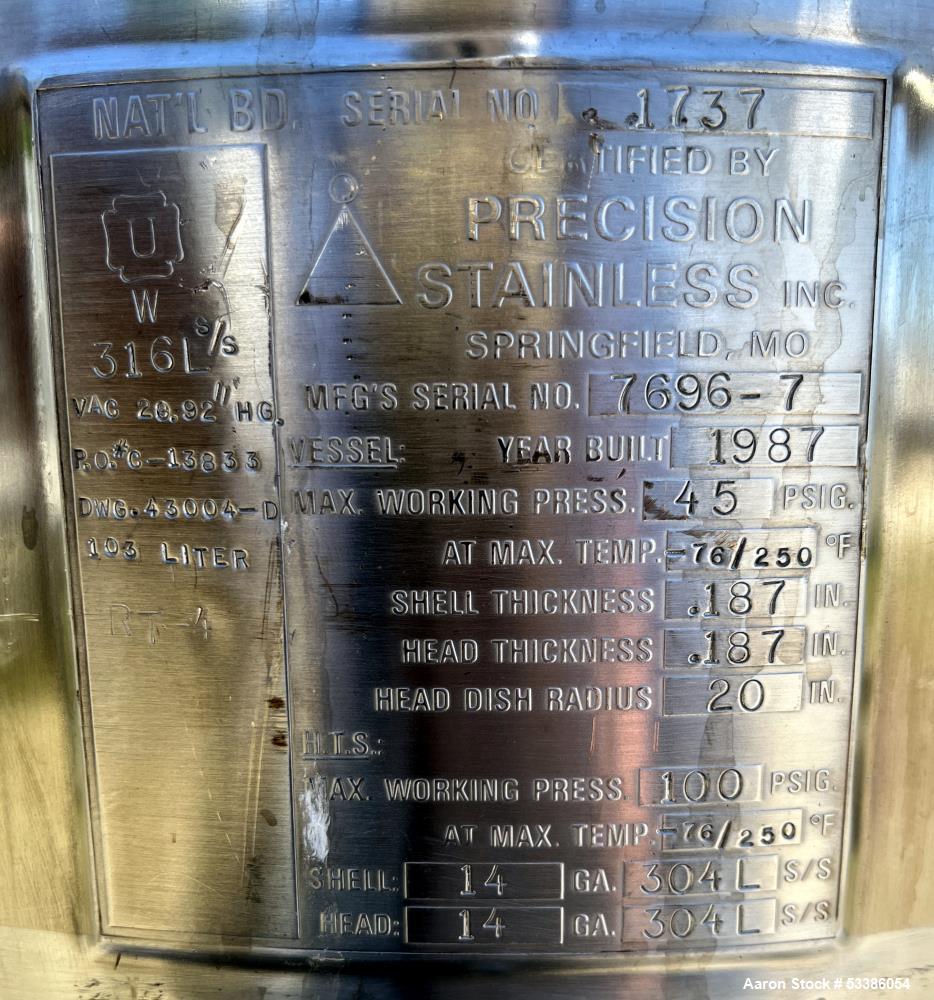 NAT'L BD. SERIAL NO. 1737
U
W
316L S/S
VAC 29.92" HG.
P.O.#C-13833
DWG.43004-D
103 LITER
RT-4
CERTIFIED BY
PRECISION
STAINLESS INC.
SPRINGFIELD, MO
MFG'S SERIAL NO. 7696-7
VESSEL: YEAR BUILT 1987
MAX. WORKING PRESS. 45 PSIG.
AT MAX. TEMP. -76/250 °F
SHELL THICKNESS .187 IN.
HEAD THICKNESS .187 IN.
HEAD DISH RADIUS 20 IN.
H.T.S.:
MAX. WORKING PRESS. 100 PSIG.
AT MAX. TEMP. -76/250 °F
SHELL: 14 GA. 304L S/S
HEAD: 14 GA. 304L S/S
Aaron Stock # 53386054